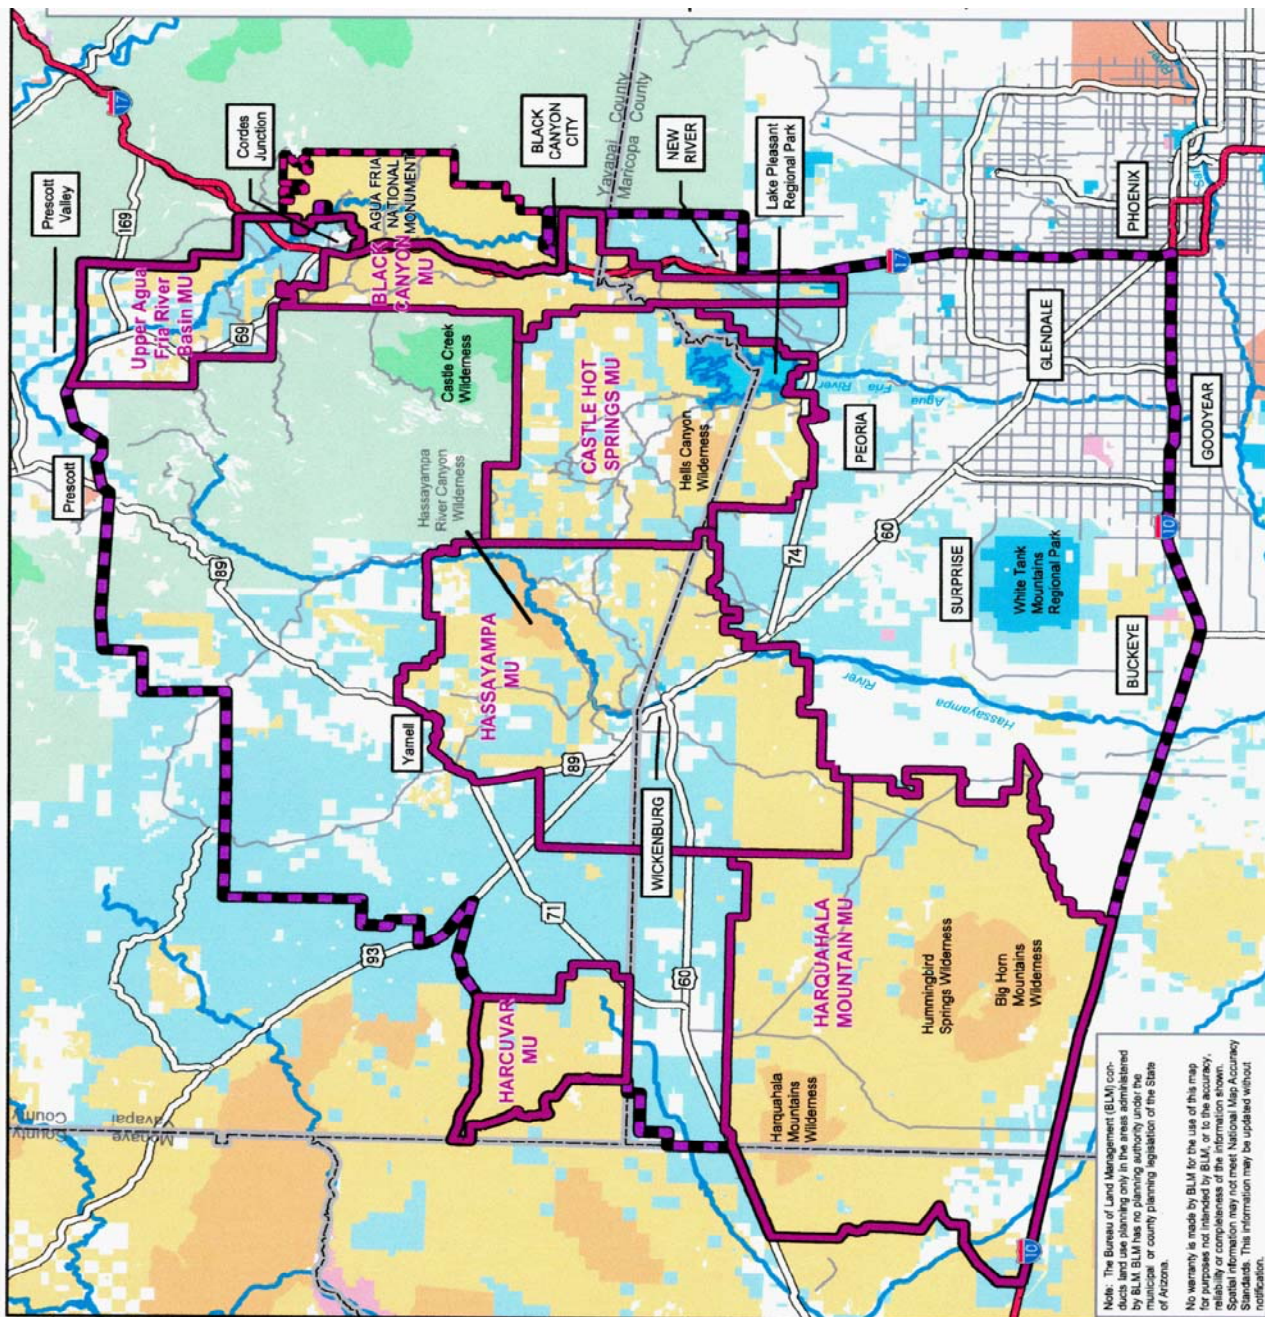 Prescott
Valley
Cordes
Junction
17
169
Upper Agua
Fria River
Basin MU
69
BLACK
CANYON
MU
AGUA FRIA
NATIONAL
MONUMENT
BLACK
CANYON
CITY
Yavapai County
Maricopa County
NEW
RIVER
Lake Pleasant
Regional Park
PHOENIX
River
17
Prescott
Castle Creek
Wilderness
CASTLE HOT
SPRINGS MU
Hells Canyon
Wilderness
PEORIA
Agua
Fria
River
GLENDALE
GOODYEAR
89
Hassayampa
River Canyon
Wilderness
74
60
10
SURPRISE
White Tank
Mountains
Regional Park
BUCKEYE
HASSAYAMPA
MU
Yarnell
89
WICKENBURG
Hassayampa
River
93
71
60
HARCUVAR
MU
HARQUAHALA
MOUNTAIN MU
Hummingbird
Springs Wilderness
Big Horn
Mountains
Wilderness
Harquahala
Mountains
Wilderness
Mohave County
Yavapai County
10
Note: The Bureau of Land Management (BLM) con-
ducts land use planning only in the areas administered
by BLM. BLM has no planning authority under the
municipal or county planning legislation of the State
of Arizona.
No warranty is made by BLM for the use of this map
for purposes not intended by BLM, or to the accuracy,
reliability or completeness of the information shown.
Spatial information may not meet National Map Accuracy
Standards. This information may be updated without
notification.